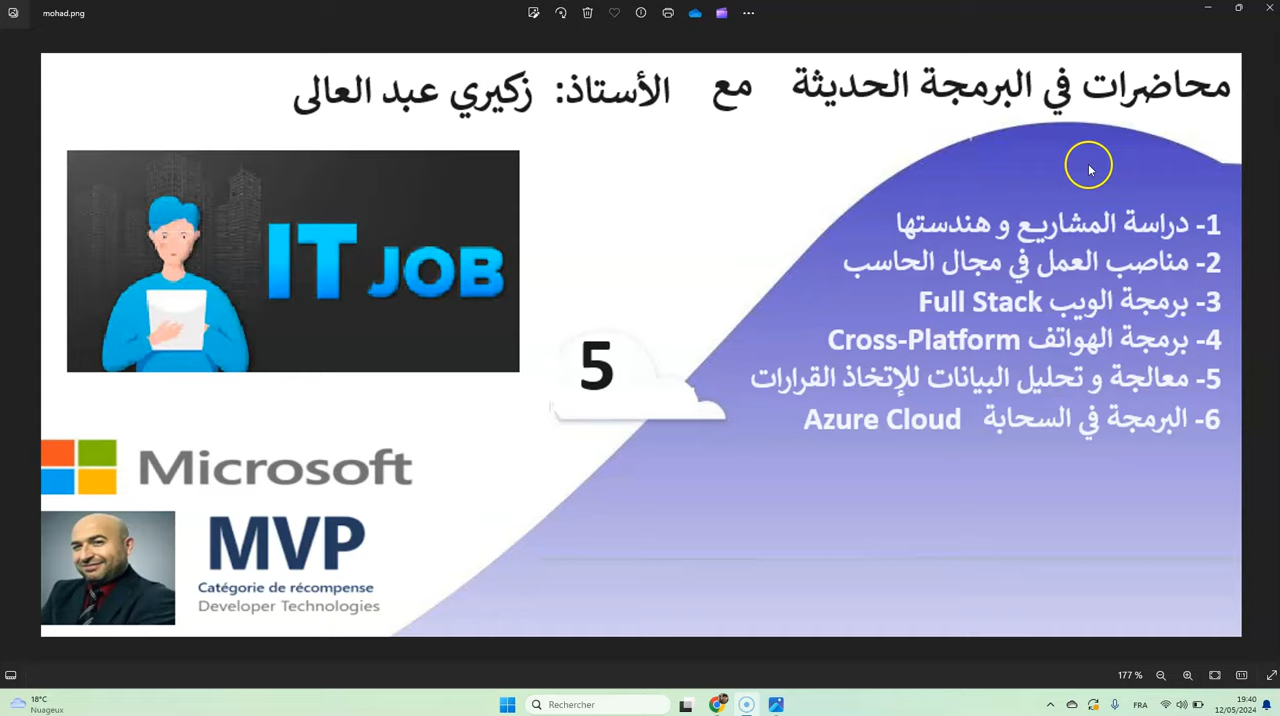 mohad.png
محاضرات في البرمجة الحديثة مع الأستاذ: زكيري عبد العالى
IT JOB
1- دراسة المشاريع و هندستها
2- مناصب العمل في مجال الحاسب
3- برمجة الويب Full Stack
4- برمجة الهواتف Cross-Platform
5- معالجة و تحليل البيانات للإتخاذ القرارات
6- البرمجة في السحابة Azure Cloud
5
Microsoft
MVP
Catégorie de récompense
Developer Technologies
177 %
18°C
Nuageux
Rechercher
FRA
19:40
12/05/2024